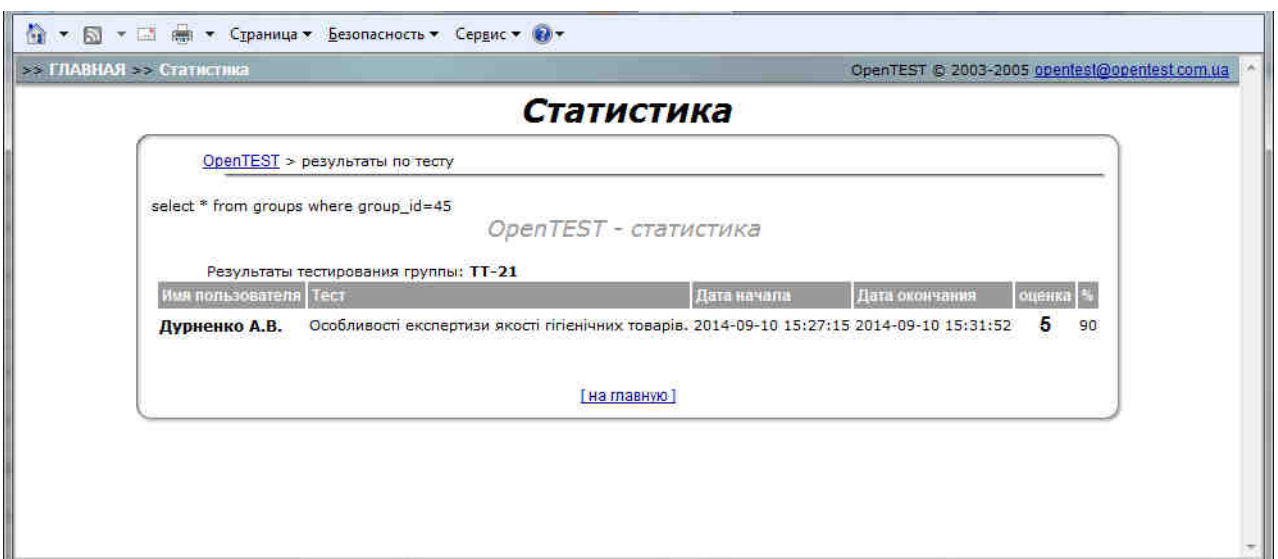 Страница Безопасность Сервис
>> ГЛАВНАЯ >> Статистика OpenTEST © 2003-2005 opentest@opentest.com.ua
Статистика
OpenTEST > результаты по тесту
select * from groups where group_id=45
OpenTEST - статистика
Результаты тестирования группы: ТТ-21
Имя пользователя Тест Дата начала Дата окончания оценка %
Дурненко А.В. Особливості експертизи якості гігієнічних товарів. 2014-09-10 15:27:15 2014-09-10 15:31:52 5 90
[ на главную ]